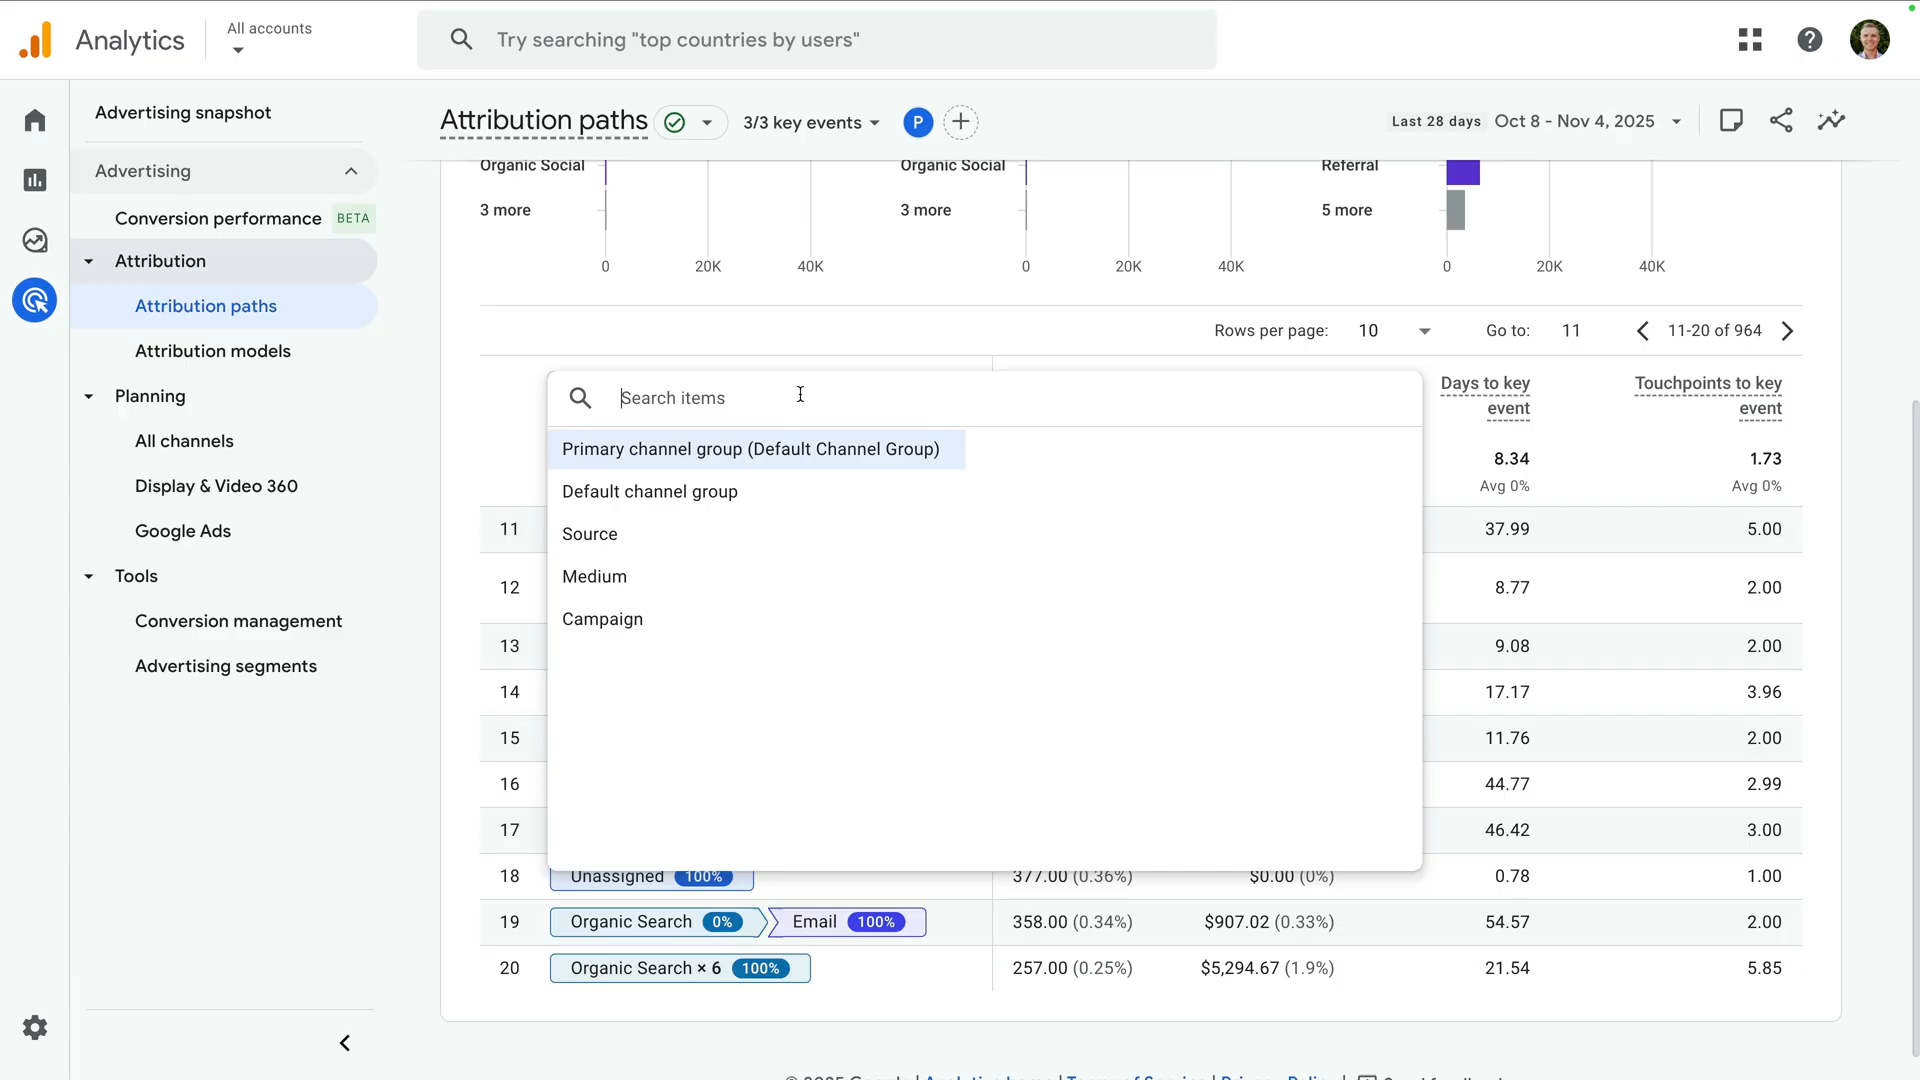 Analytics
All accounts
Try searching "top countries by users"
Advertising snapshot
Advertising
Conversion performance BETA
Attribution
Attribution paths
Attribution models
Planning
All channels
Display & Video 360
Google Ads
Tools
Conversion management
Advertising segments
Attribution paths
3/3 key events
P
Last 28 days Oct 8 - Nov 4, 2025
Organic Social
3 more
0 20K 40K
Organic Social
3 more
0 20K 40K
Referral
5 more
0 20K 40K
Rows per page: 10 Go to: 11 11-20 of 964
Search items
Primary channel group (Default Channel Group)
Default channel group
Source
Medium
Campaign
Days to key
event
Touchpoints to key
event
8.34 1.73
Avg 0% Avg 0%
11 37.99 5.00
12 8.77 2.00
13 9.08 2.00
14 17.17 3.96
15 11.76 2.00
16 44.77 2.99
17 46.42 3.00
18 Unassigned 100% 377.00 (0.36%) $0.00 (0%) 0.78 1.00
19 Organic Search 0% Email 100% 358.00 (0.34%) $907.02 (0.33%) 54.57 2.00
20 Organic Search × 6 100% 257.00 (0.25%) $5,294.67 (1.9%) 21.54 5.85